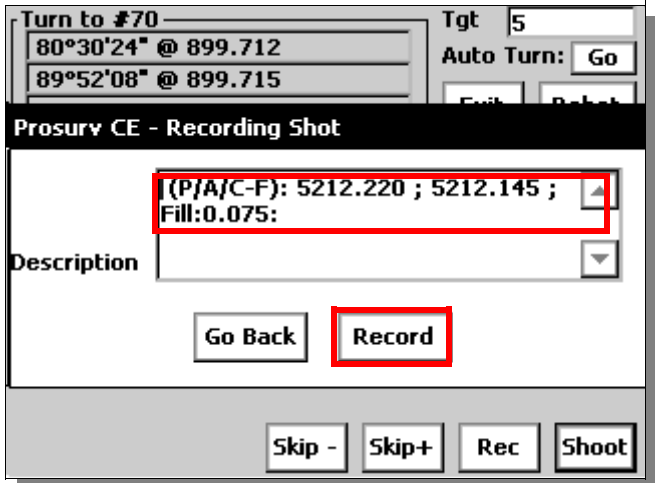 Turn to #70
Tgt 5
80°30'24" @ 899.712
Auto Turn: Go
89°52'08" @ 899.715
Prosurv CE - Recording Shot
(P/A/C-F): 5212.220 ; 5212.145 ;
Fill:0.075:
Description
Go Back Record
Skip - Skip+ Rec Shoot